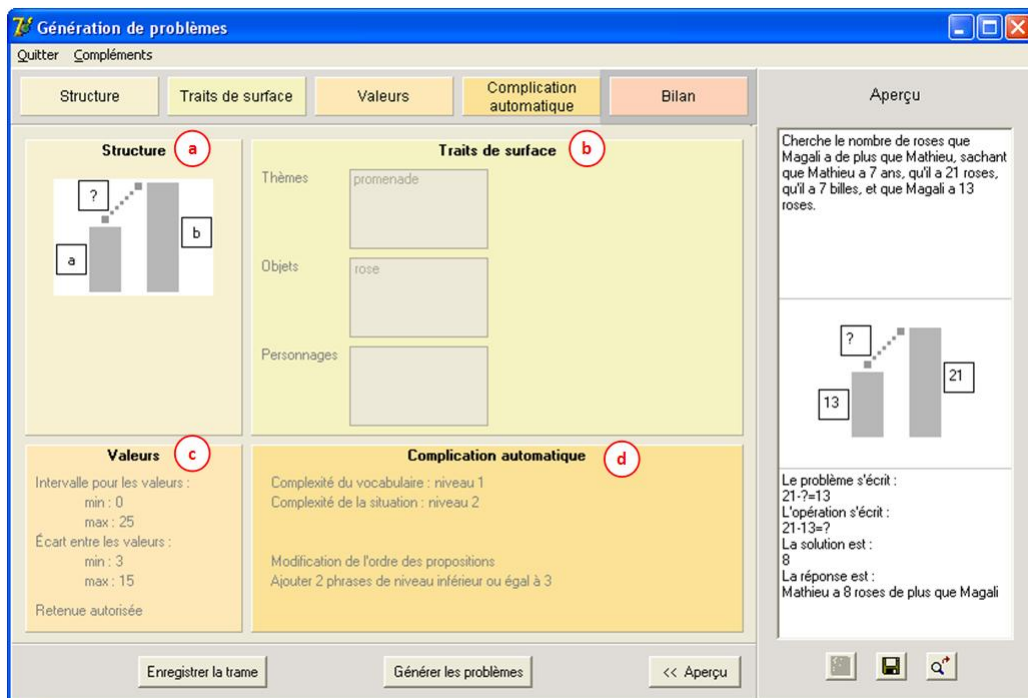 Génération de problèmes
Quitter Compléments
Structure
Traits de surface
Valeurs
Complication
automatique
Bilan
Aperçu
Structure
a
?
a
b
Traits de surface
b
Thèmes
promenade
Objets
rose
Personnages
Valeurs
c
Intervalle pour les valeurs :
min : 0
max : 25
Écart entre les valeurs :
min : 3
max : 15
Retenue autorisée
Complication automatique
d
Complexité du vocabulaire : niveau 1
Complexité de la situation : niveau 2
Modification de l'ordre des propositions
Ajouter 2 phrases de niveau inférieur ou égal à 3
Enregistrer la trame
Générer les problèmes
<< Aperçu
Cherche le nombre de roses que
Magali a de plus que Mathieu, sachant
que Mathieu a 7 ans, qu'il a 21 roses,
qu'il a 7 billes, et que Magali a 13
roses.
?
13
21
Le problème s'écrit :
21-?=13
L'opération s'écrit :
21-13=?
La solution est :
8
La réponse est :
Mathieu a 8 roses de plus que Magali